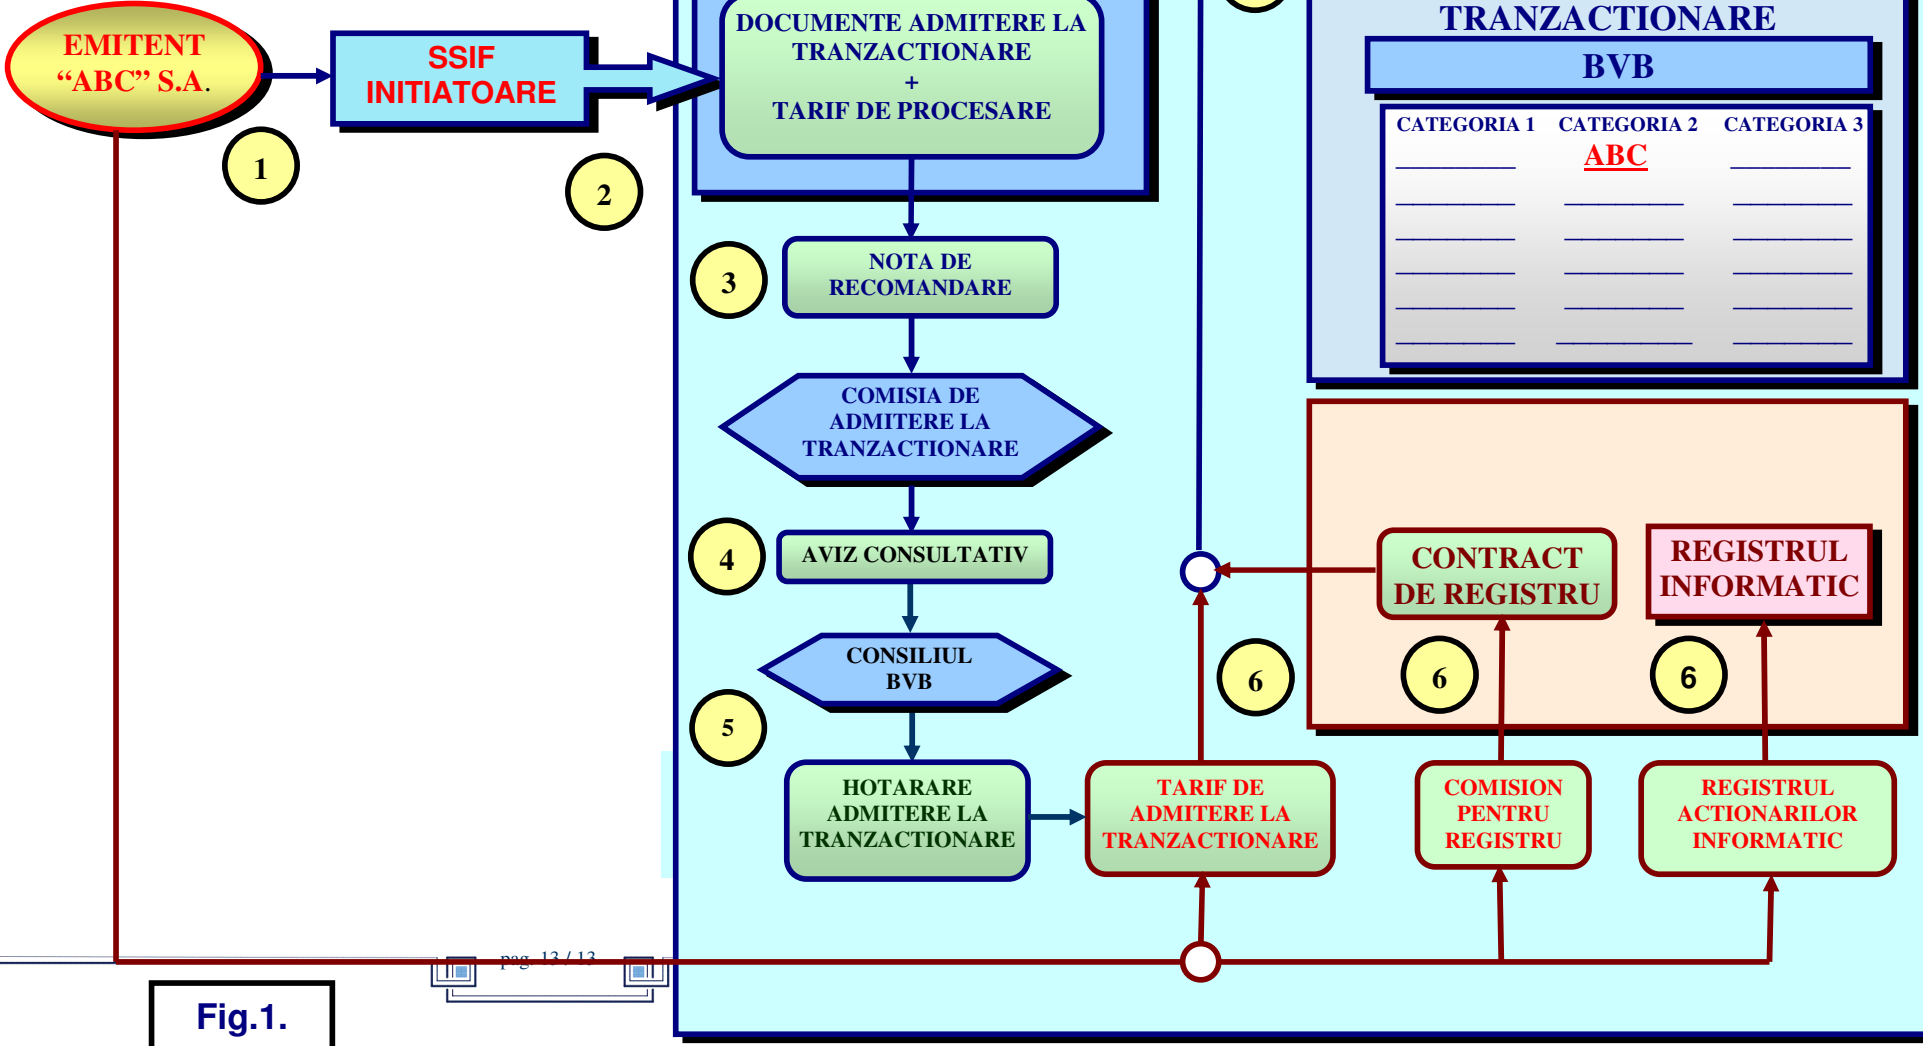 EMITENT
“ABC” S.A.
1
SSIF
INITIATOARE
2
DOCUMENTE ADMITERE LA
TRANZACTIONARE
+
TARIF DE PROCESARE
3
NOTA DE
RECOMANDARE
COMISIA DE
ADMITERE LA
TRANZACTIONARE
4
AVIZ CONSULTATIV
CONSILIUL
BVB
5
HOTARARE
ADMITERE LA
TRANZACTIONARE
TARIF DE
ADMITERE LA
TRANZACTIONARE
6
TRANZACTIONARE
BVB
CATEGORIA 1 CATEGORIA 2 CATEGORIA 3
ABC
CONTRACT
DE REGISTRU
REGISTRUL
INFORMATIC
6
6
COMISION
PENTRU
REGISTRU
REGISTRUL
ACTIONARILOR
INFORMATIC
pag. 13 / 13
Fig.1.